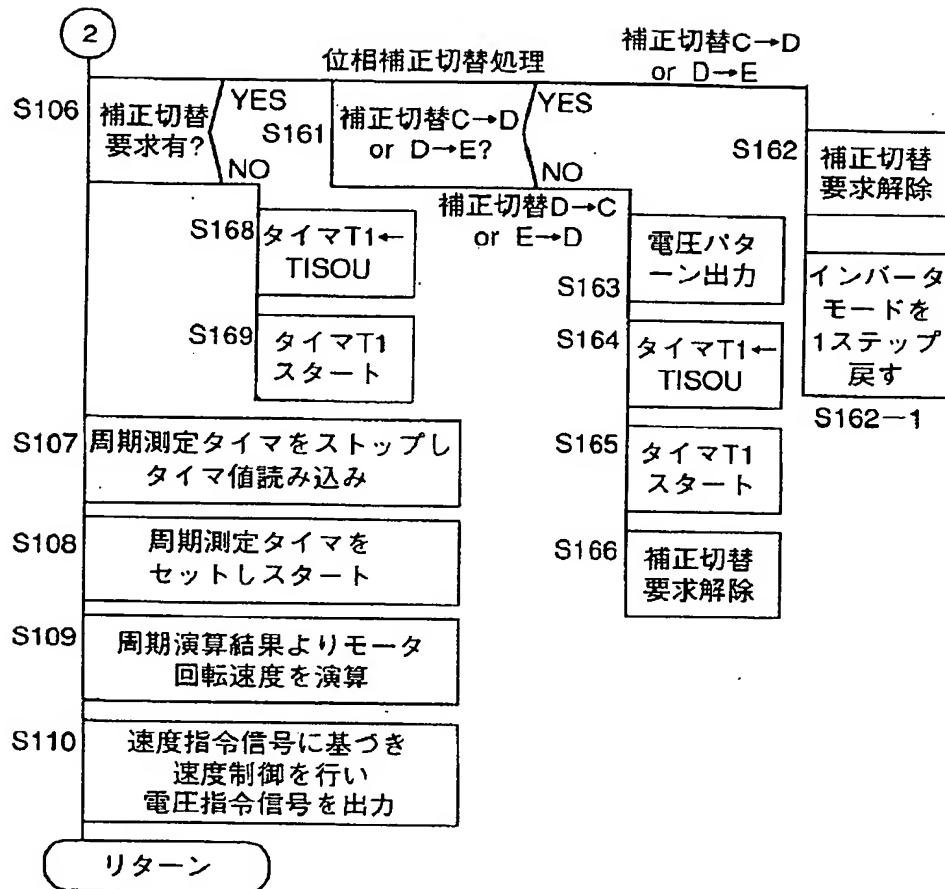 2
位相補正切替処理
補正切替C→D
or D→E
S106
補正切替
要求有?
YES
NO
S161
補正切替C→D
or D→E?
YES
NO
S162
補正切替
要求解除
インバータ
モードを
1ステップ
戻す
S162−1
補正切替D→C
or E→D
S163
電圧パタ
ーン出力
S164
タイマT1←
TISOU
S165
タイマT1
スタート
S166
補正切替
要求解除
S168
タイマT1←
TISOU
S169
タイマT1
スタート
S107
周期測定タイマをストップし
タイマ値読み込み
S108
周期測定タイマを
セットしスタート
S109
周期演算結果よりモータ
回転速度を演算
S110
速度指令信号に基づき
速度制御を行い
電圧指令信号を出力
リターン